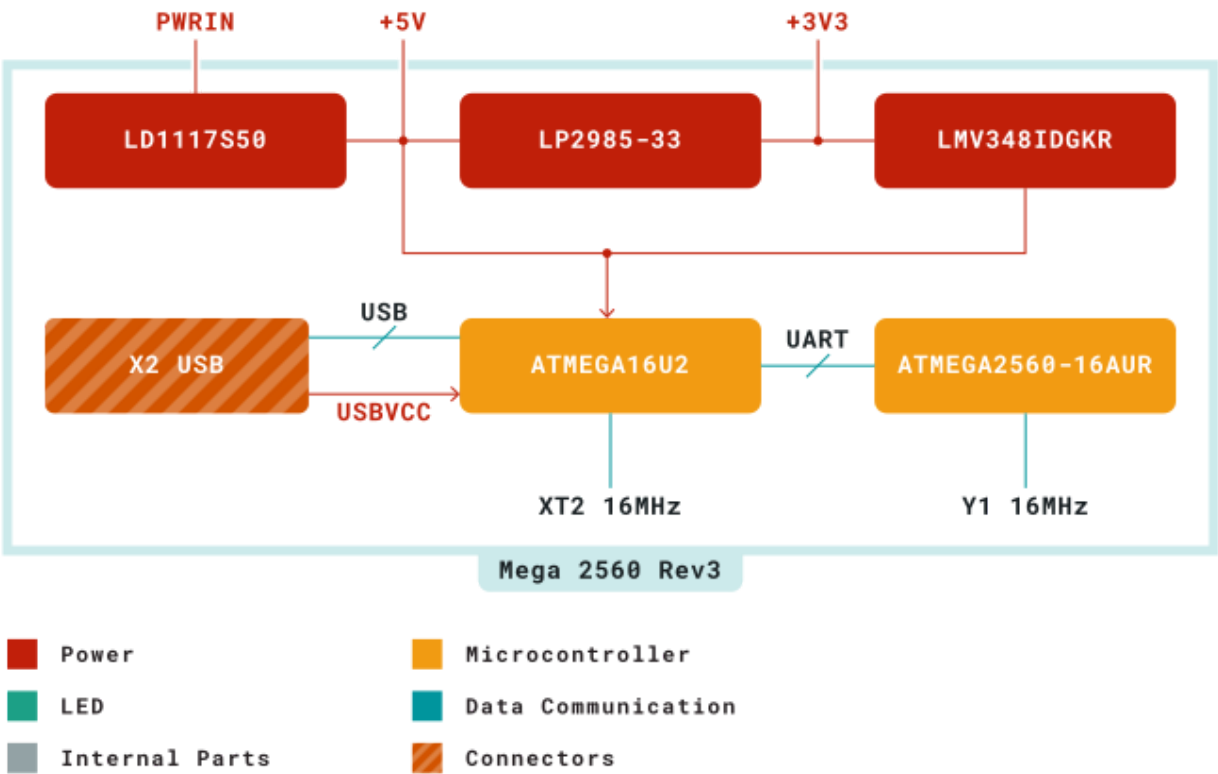 PWRIN
+5V
+3V3
LD1117S50
LP2985-33
LMV348IDGKR
USB
X2 USB
USBVCC
ATMEGA16U2
UART
ATMEGA2560-16AUR
XT2 16MHz
Y1 16MHz
Mega 2560 Rev3
Power
Microcontroller
LED
Data Communication
Internal Parts
Connectors